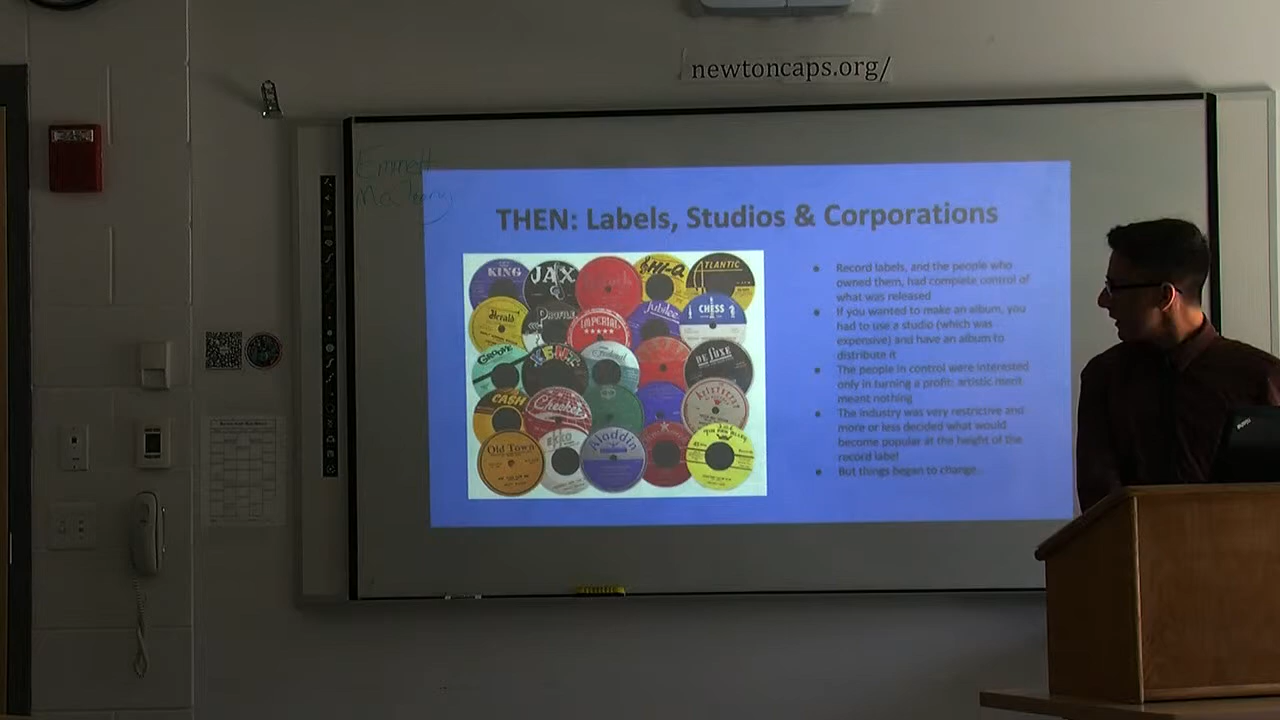 newtoncaps.org/
Emmett
THEN: Labels, Studios & Corporations
KING
JAX
ATLANTIC
Herald
IMPERIAL
Jubilee
CHESS
GROOVE
DELUXE
CASH
Checker
EKKO
Old Town
Aladdin
Record labels, and the people who
owned them, had complete control of
what was released
If you wanted to make an album, you
had to use a studio (which was
expensive) and have an album to
distribute it
The people in control were interested
only in turning a profit; artistic merit
meant nothing
The industry was very restrictive and
more or less decided what would
become popular at the height of the
record label
But things began to change...